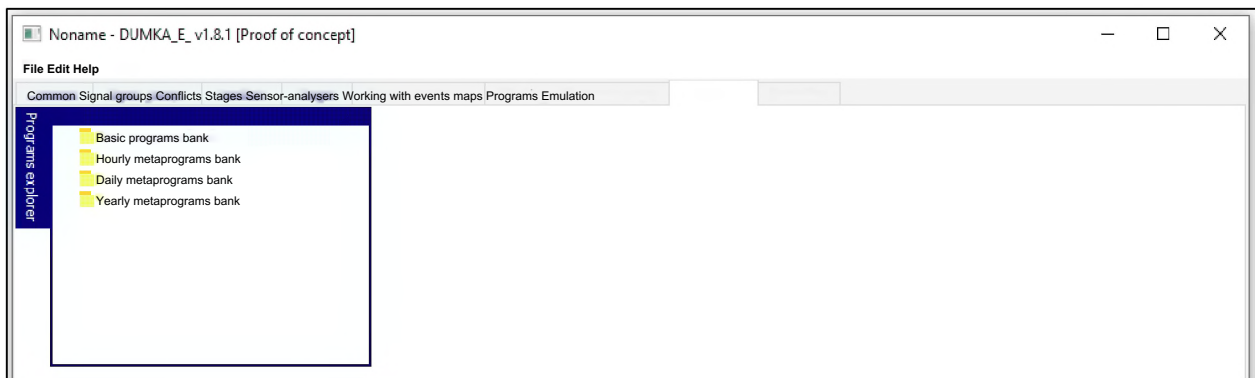 Noname - DUMKA_E_ v1.8.1 [Proof of concept]
File Edit Help
Common Signal groups Conflicts Stages Sensor-analysers Working with events maps Programs Emulation
Programs explorer
Basic programs bank
Hourly metaprograms bank
Daily metaprograms bank
Yearly metaprograms bank